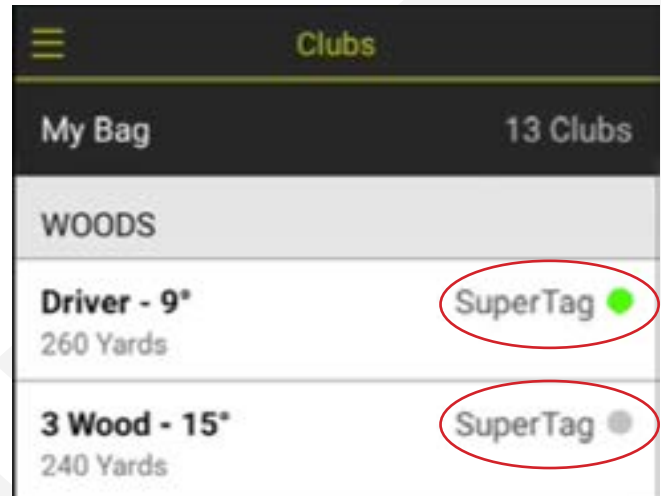 Clubs
My Bag 13 Clubs
WOODS
Driver - 9° SuperTag
260 Yards
3 Wood - 15° SuperTag
240 Yards